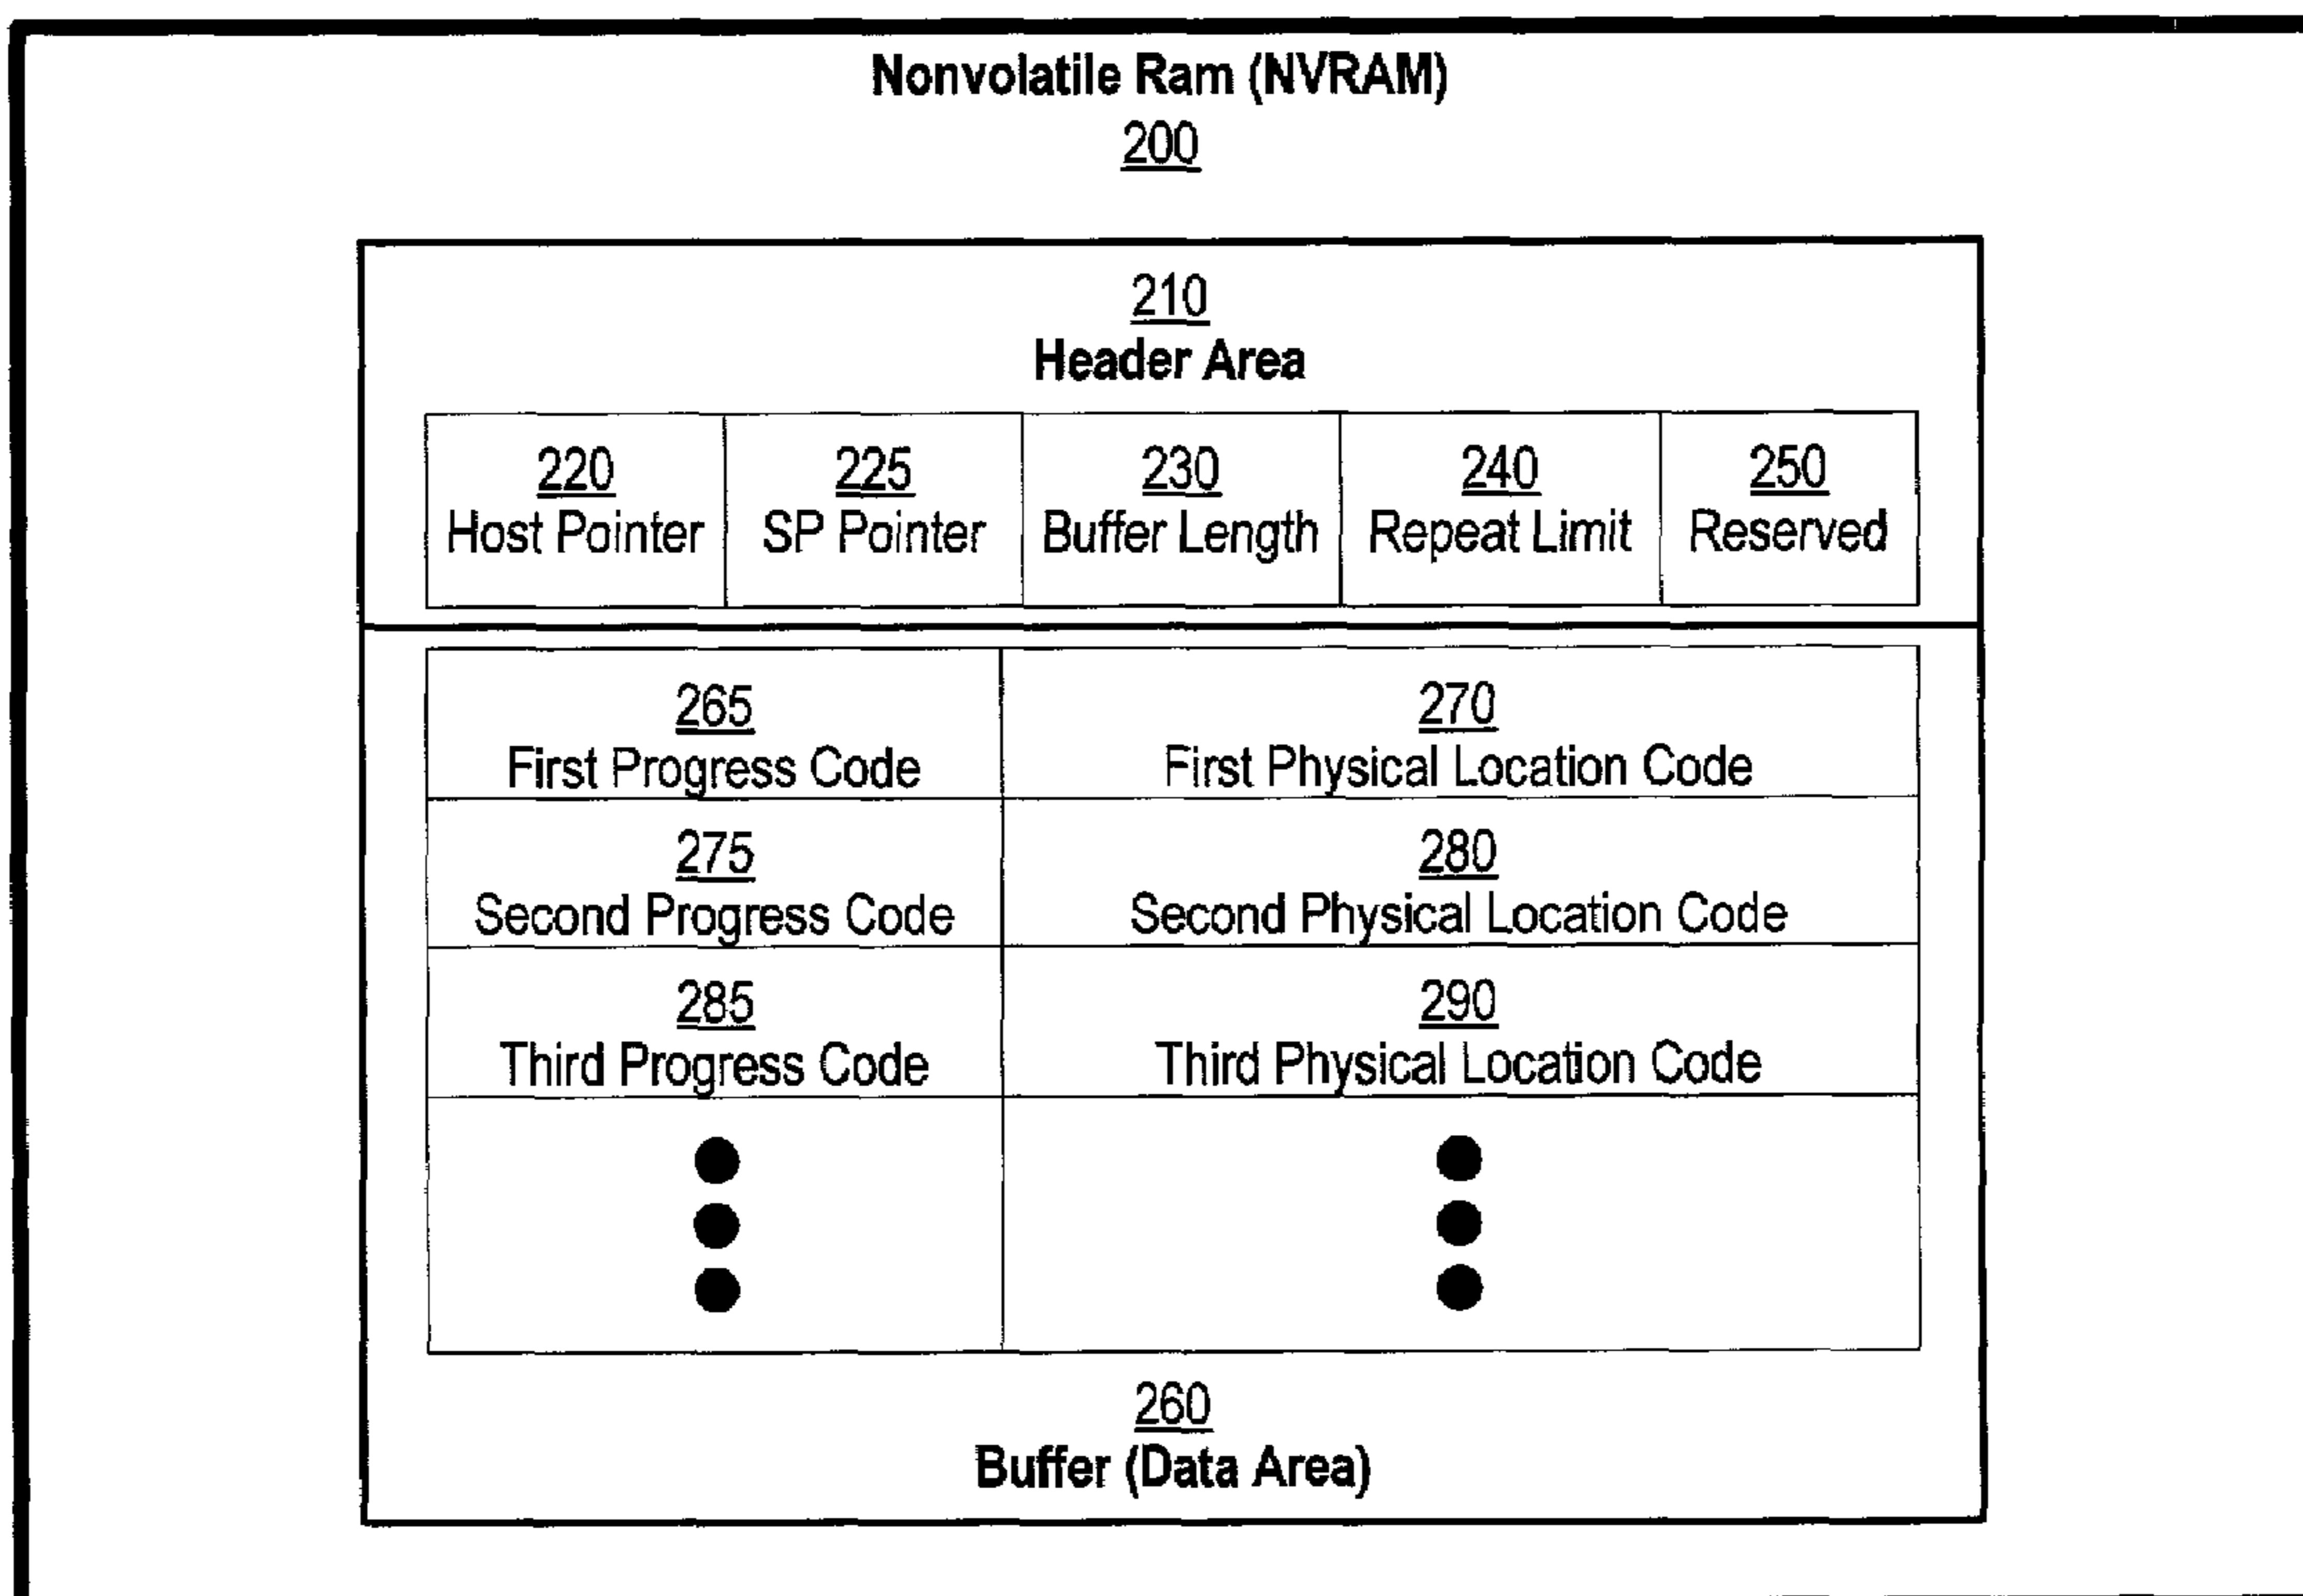 Nonvolatile Ram (NVRAM)
200
210
Header Area
220 225 230 240 250
Host Pointer SP Pointer Buffer Length Repeat Limit Reserved
265 270
First Progress Code First Physical Location Code
275 280
Second Progress Code Second Physical Location Code
285 290
Third Progress Code Third Physical Location Code
260
Buffer (Data Area)